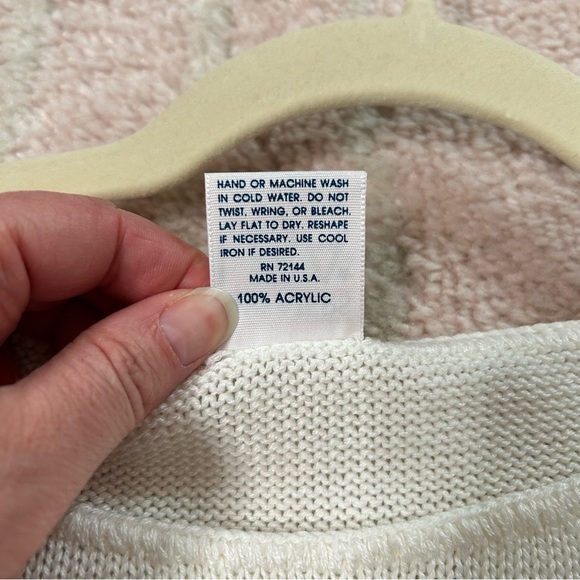 HAND OR MACHINE WASH
IN COLD WATER. DO NOT
TWIST, WRING, OR BLEACH.
LAY FLAT TO DRY. RESHAPE
IF NECESSARY. USE COOL
IRON IF DESIRED.
RN 72144
MADE IN U.S.A.
100% ACRYLIC